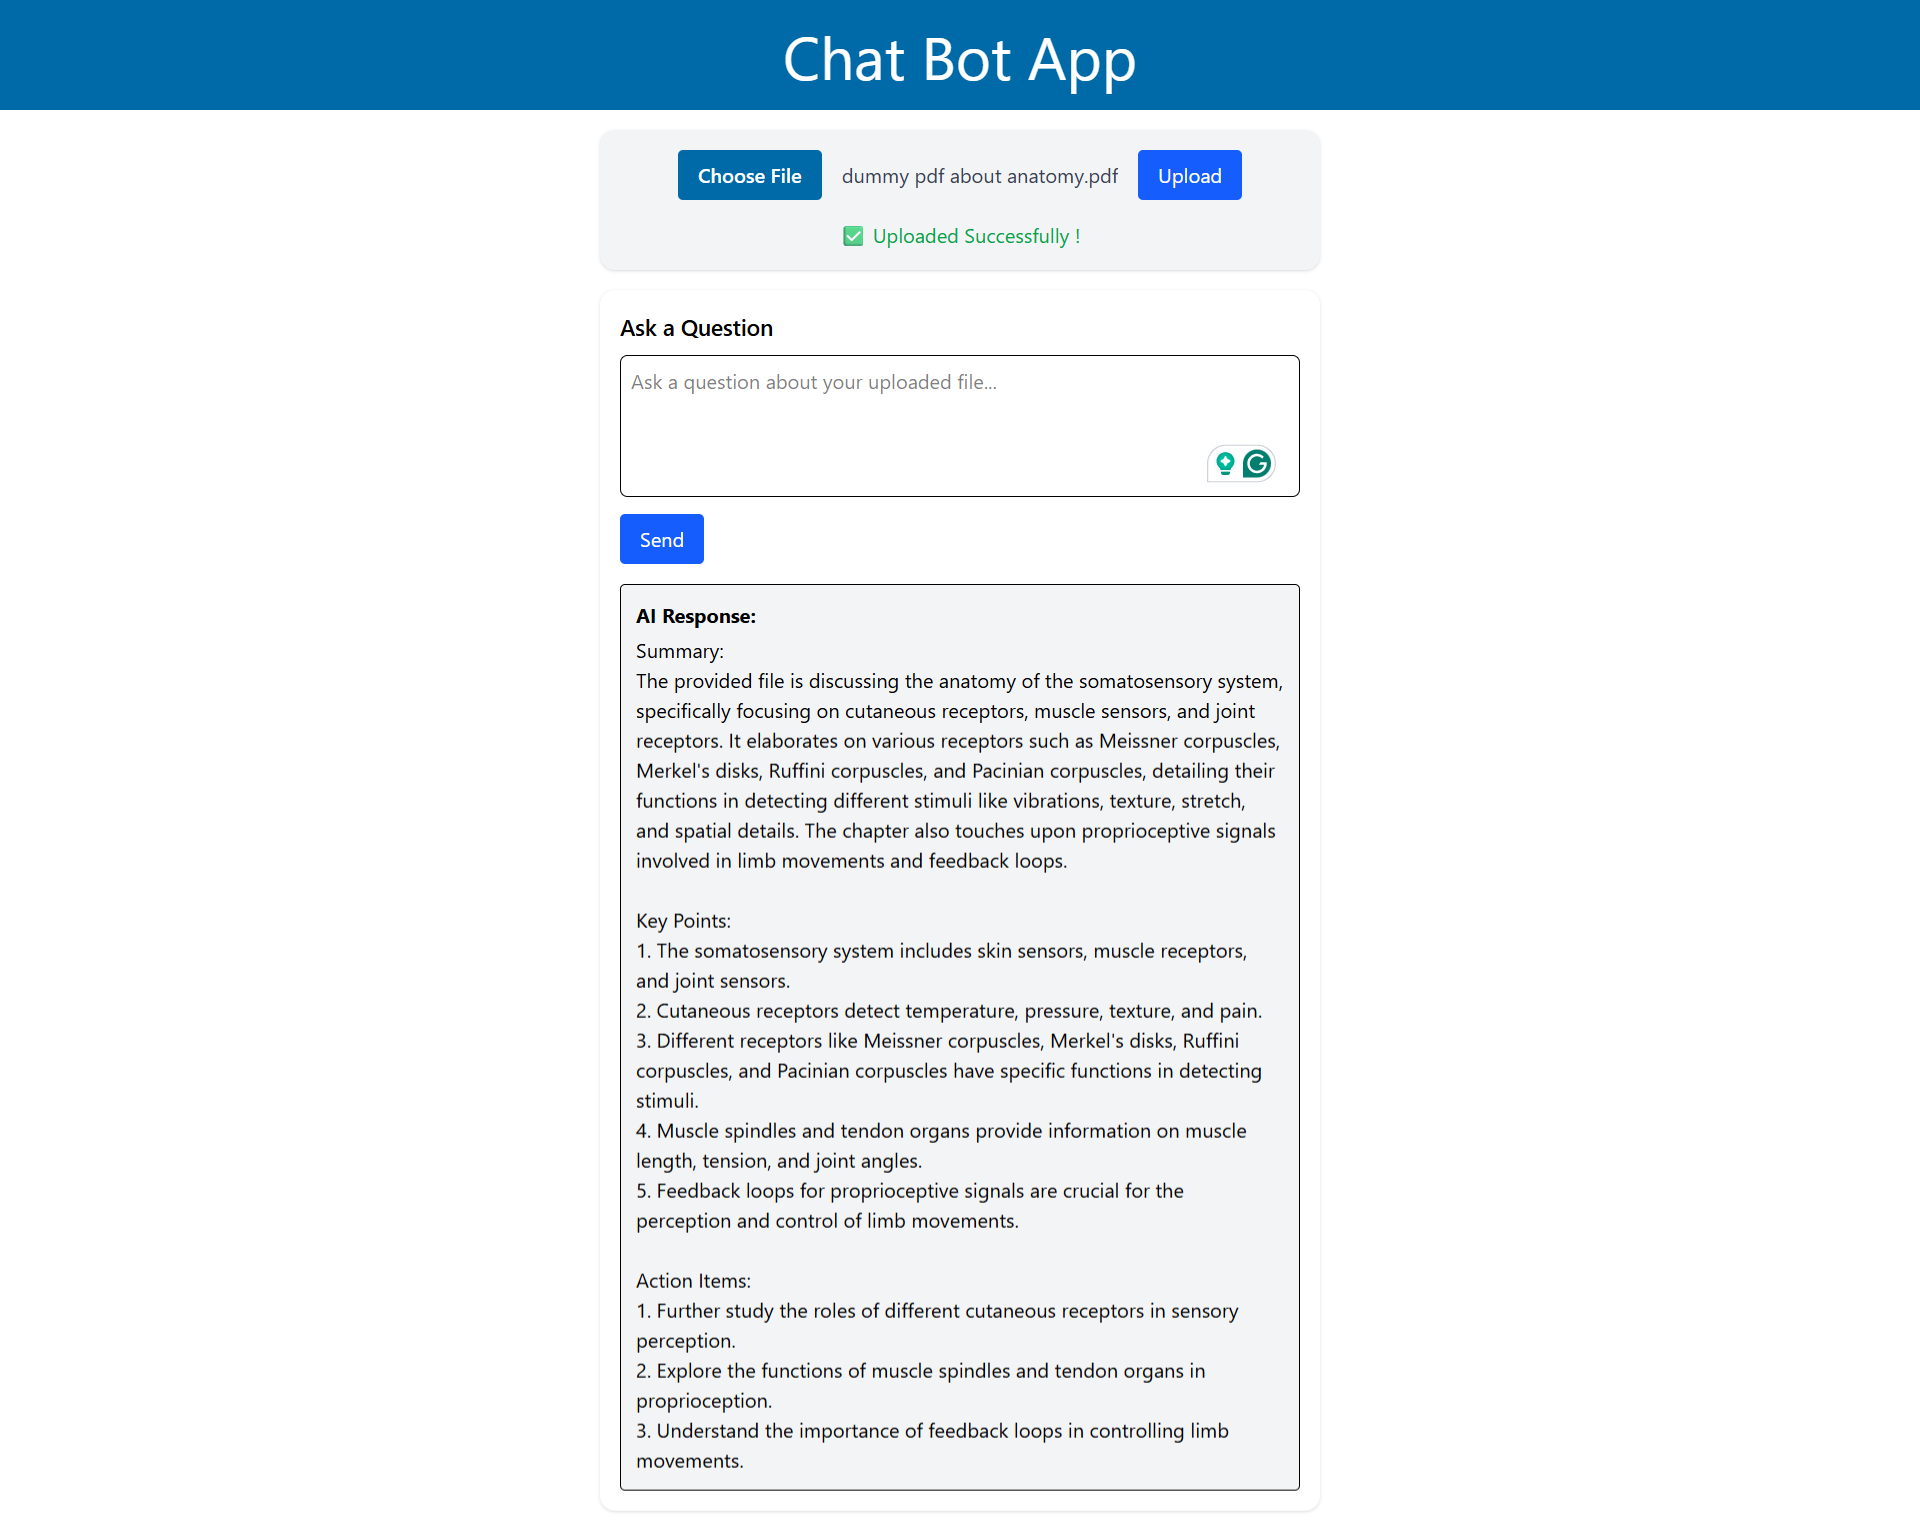 Chat Bot App
Choose File dummy pdf about anatomy.pdf Upload
Uploaded Successfully !
Ask a Question
Ask a question about your uploaded file...
Send
AI Response:
Summary:
The provided file is discussing the anatomy of the somatosensory system,
specifically focusing on cutaneous receptors, muscle sensors, and joint
receptors. It elaborates on various receptors such as Meissner corpuscles,
Merkel's disks, Ruffini corpuscles, and Pacinian corpuscles, detailing their
functions in detecting different stimuli like vibrations, texture, stretch,
and spatial details. The chapter also touches upon proprioceptive signals
involved in limb movements and feedback loops.
Key Points:
1. The somatosensory system includes skin sensors, muscle receptors,
and joint sensors.
2. Cutaneous receptors detect temperature, pressure, texture, and pain.
3. Different receptors like Meissner corpuscles, Merkel's disks, Ruffini
corpuscles, and Pacinian corpuscles have specific functions in detecting
stimuli.
4. Muscle spindles and tendon organs provide information on muscle
length, tension, and joint angles.
5. Feedback loops for proprioceptive signals are crucial for the
perception and control of limb movements.
Action Items:
1. Further study the roles of different cutaneous receptors in sensory
perception.
2. Explore the functions of muscle spindles and tendon organs in
proprioception.
3. Understand the importance of feedback loops in controlling limb
movements.